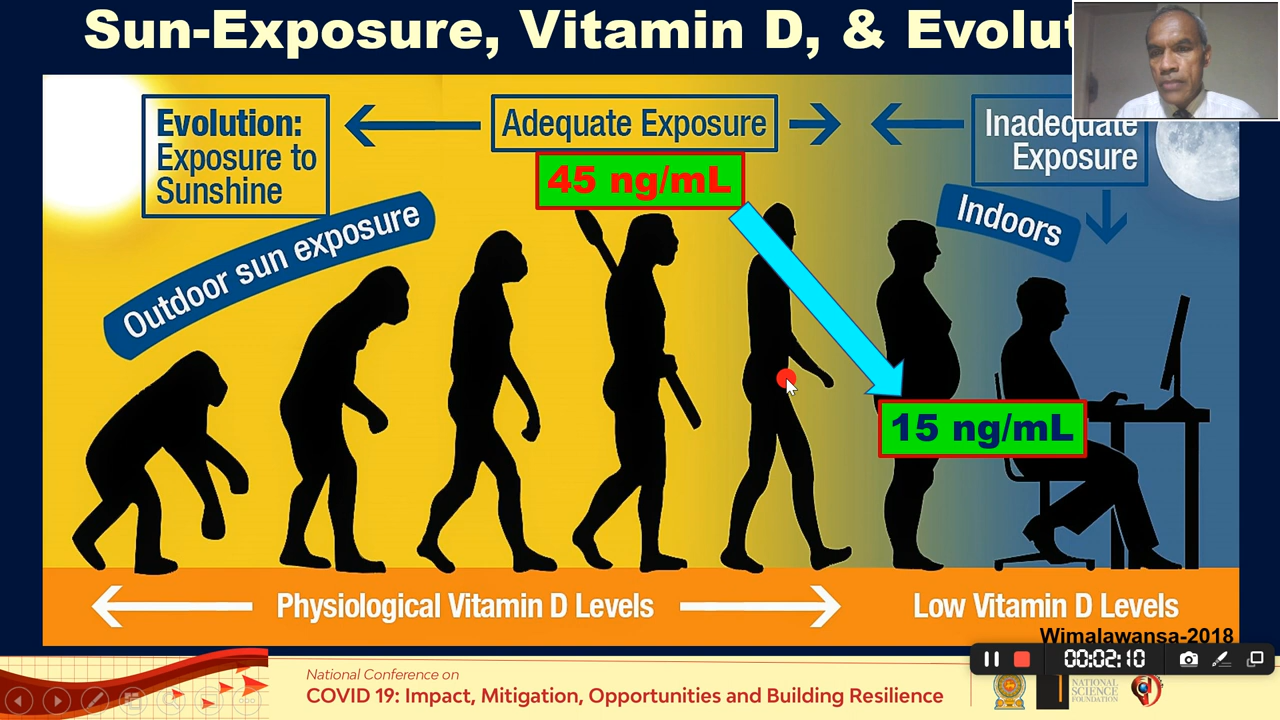 Sun-Exposure, Vitamin D, & Evolut
Evolution:
Exposure to
Sunshine
Adequate Exposure
Inadequate
Exposure
45 ng/mL
Outdoor sun exposure
Indoors
15 ng/mL
Physiological Vitamin D Levels
Low Vitamin D Levels
Wimalawansa-2018
00:02:10
National Conference on
COVID 19: Impact, Mitigation, Opportunities and Building Resilience
NATIONAL
SCIENCE
FOUNDATION